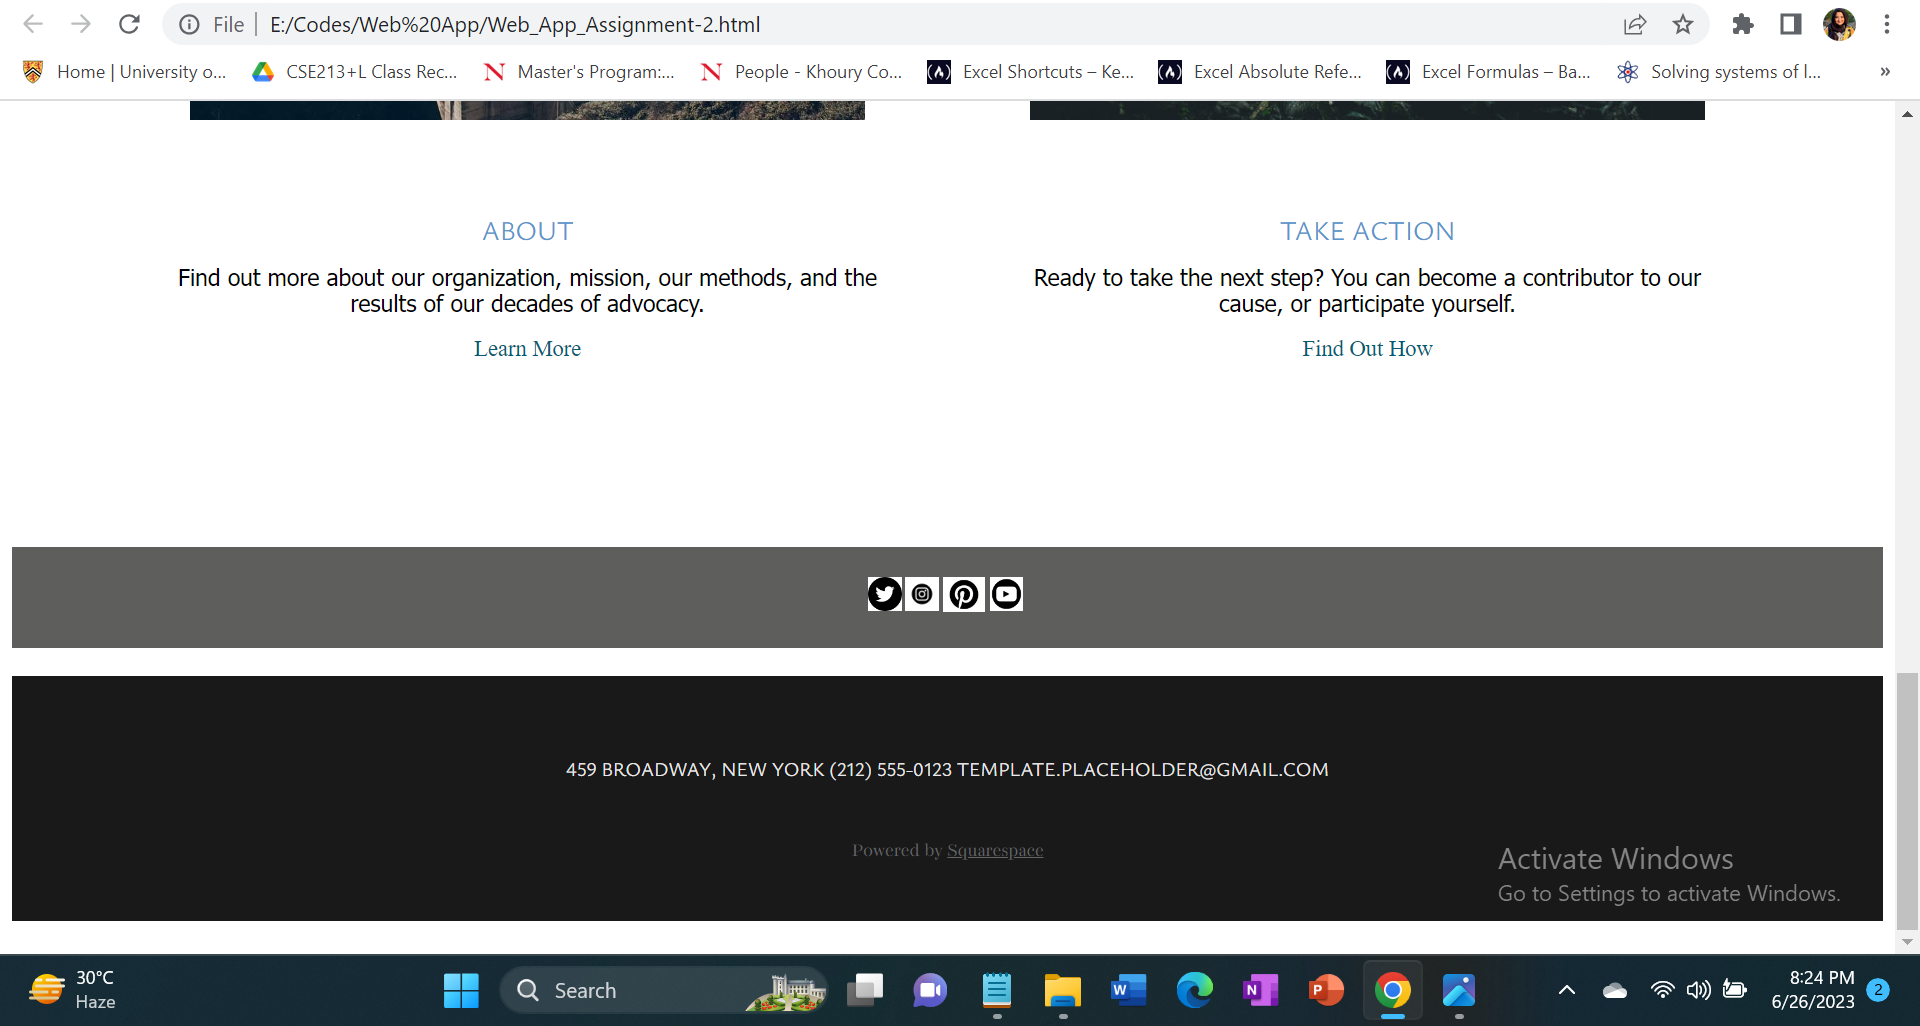 File
E:/Codes/Web%20App/Web_App_Assignment-2.html
Home | University o...
CSE213+L Class Rec...
Master's Program:...
People - Khoury Co...
Excel Shortcuts – Ke...
Excel Absolute Refe...
Excel Formulas – Ba...
Solving systems of l...
»
ABOUT
Find out more about our organization, mission, our methods, and the
results of our decades of advocacy.
Learn More
TAKE ACTION
Ready to take the next step? You can become a contributor to our
cause, or participate yourself.
Find Out How
459 BROADWAY, NEW YORK (212) 555-0123 TEMPLATE.PLACEHOLDER@GMAIL.COM
Powered by Squarespace
Activate Windows
Go to Settings to activate Windows.
30°C
Haze
Search
8:24 PM
6/26/2023
2